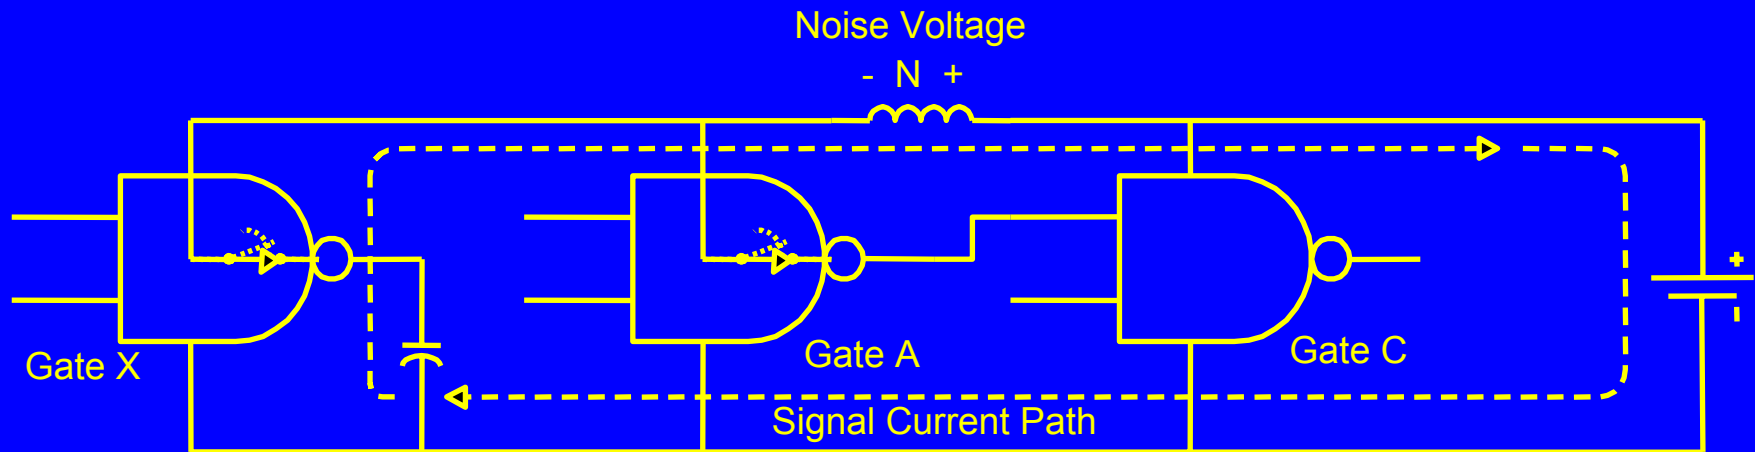 Noise Voltage
- N +
+
-
Gate X
Gate A
Gate C
Signal Current Path